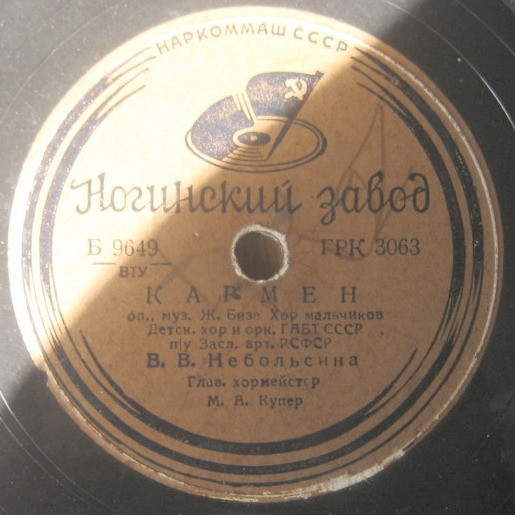 НАРКОММАШ СССР
Ногинский завод
Б 9649 ГРК 3063
ВТУ
КАРМЕН
оп., муз. Ж. Бизе Хор мальчиков
Детск. хор и орк. ГАБТ СССР
п/у Засл. арт. РСФСР
В. В. Небольсина
Глав. хормейстер
М. А. Купер